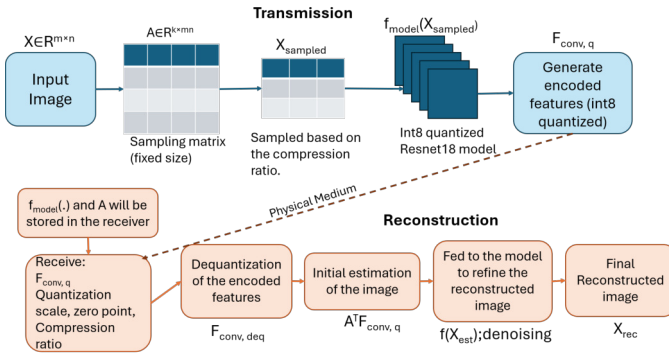 Transmission
X∈R^m×n
Input
Image
A∈R^k×mn
Sampling matrix
(fixed size)
X_sampled
Sampled based on
the compression
ratio.
f_model(X_sampled)
Int8 quantized
Resnet18 model
F_conv, q
Generate
encoded
features (int8
quantized)
Physical Medium
Reconstruction
f_model(.) and A will be
stored in the receiver
Receive:
F_conv, q
Quantization
scale, zero point,
Compression
ratio
Dequantization
of the encoded
features
F_conv, deq
Initial estimation
of the image
A^TF_conv, q
Fed to the model
to refine the
reconstructed
image
f(X_est);denoising
Final
Reconstructed
image
X_rec